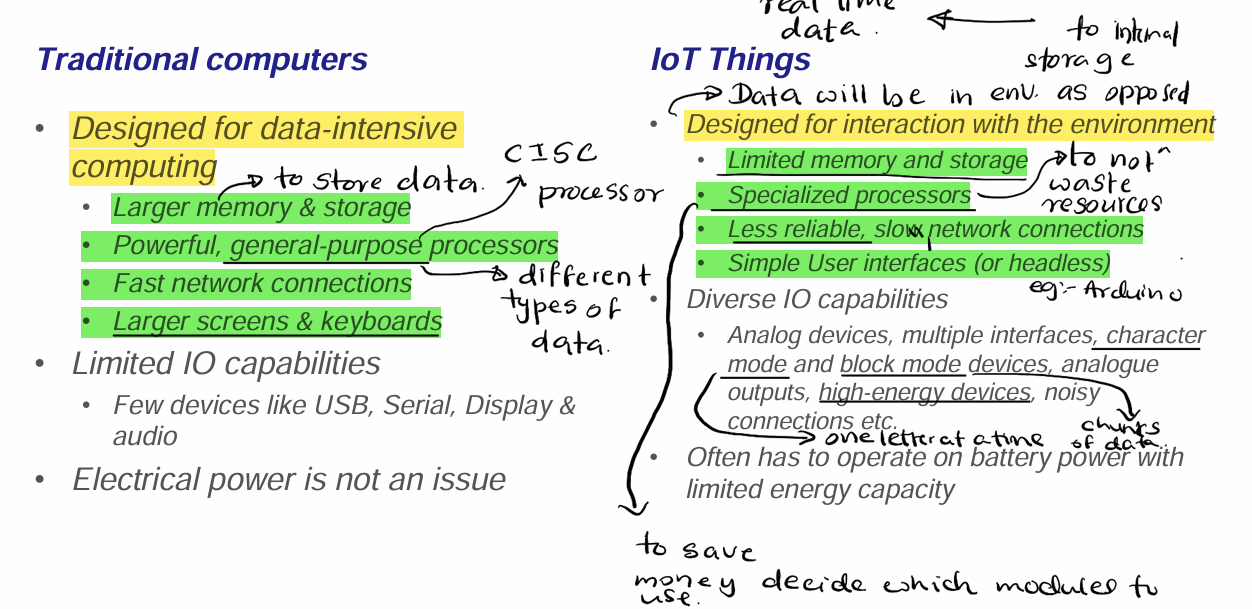 real time
data.
to internal
storage
Traditional computers
• Designed for data-intensive
computing
to store data.
CISC
processor
• Larger memory & storage
• Powerful, general-purpose processors
different
types of
data.
• Fast network connections
• Larger screens & keyboards
• Limited IO capabilities
• Few devices like USB, Serial, Display &
audio
• Electrical power is not an issue
IoT Things
Data will be in env. as opposed
• Designed for interaction with the environment
• Limited memory and storage
to not
waste
resources
• Specialized processors
• Less reliable, slow network connections
• Simple User interfaces (or headless)
eg:- Arduino
• Diverse IO capabilities
• Analog devices, multiple interfaces, character
mode and block mode devices, analogue
outputs, high-energy devices, noisy
connections etc.
one letter at a time
chunks
of data.
• Often has to operate on battery power with
limited energy capacity
to save
money decide which modules to
use.